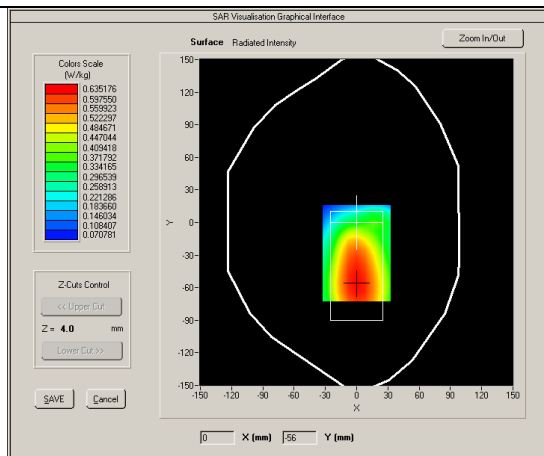 SAR Visualisation Graphical Interface
Surface Radiated Intensity
Zoom In/Out
Colors Scale
(W/kg)
0.635176
0.597550
0.559923
0.522297
0.484671
0.447044
0.409418
0.371792
0.334165
0.296539
0.258913
0.221286
0.183660
0.146034
0.108407
0.070781
Z-Cuts Control
<< Upper Cut
Z = 4.0 mm
Lower Cut >>
SAVE
Cancel
150
120
90
60
30
0
-30
-60
-90
-120
-150
Y
-150 -120 -90 -60 -30 0 30 60 90 120 150
X
0 X (mm) -56 Y (mm)